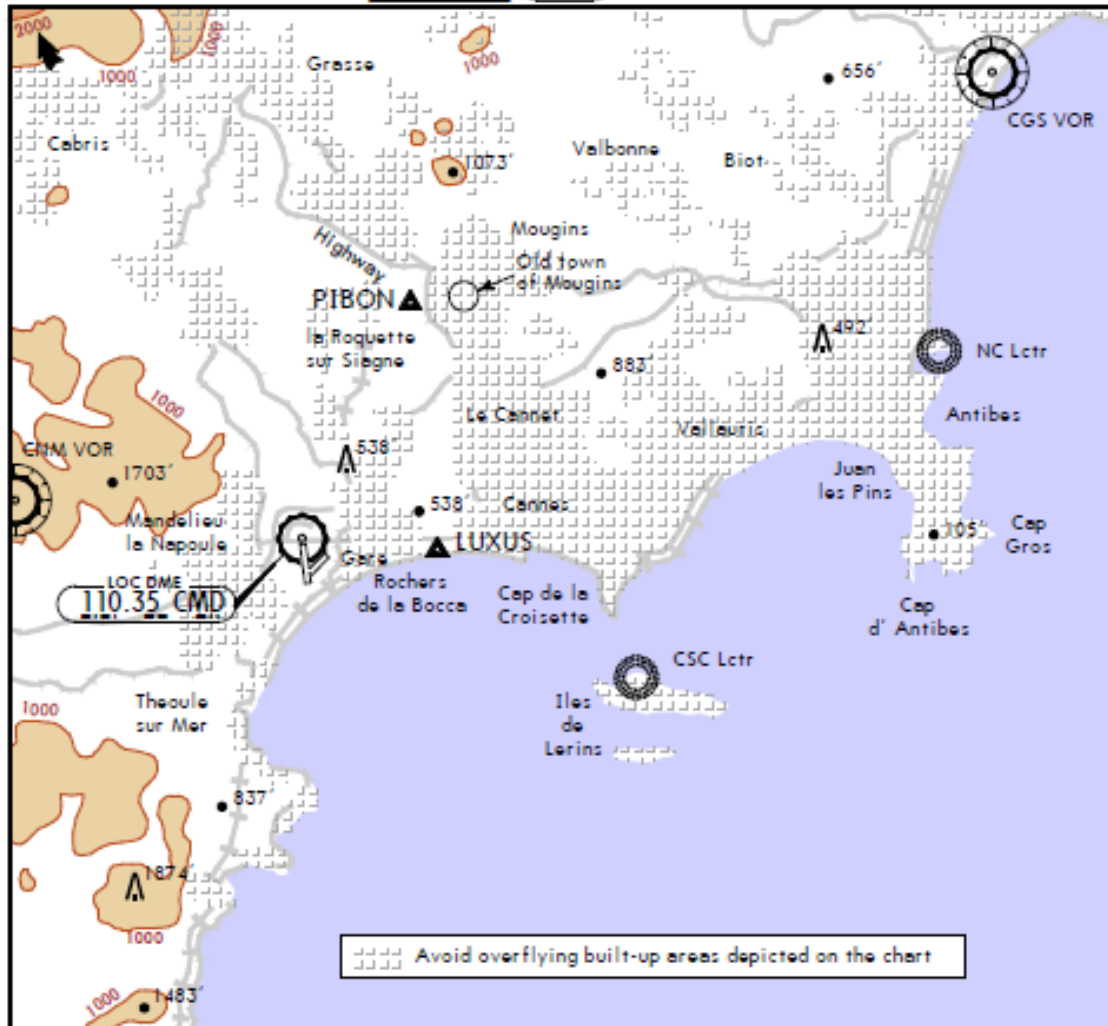 2000
1000
1000
1000
Grasse
656´
CGS VOR
Cabris
1073´
Valbonne
Biot
Mougins
Highway
Old town
of Mougins
PIBON
la Roquette
sur Siagne
492´
NC Lctr
883´
1000
Le Cannet
Vallauris
Antibes
CNM VOR
1703´
538´
Juan
les Pins
538´
Cannes
Mandelieu
la Napoule
LUXUS
105´
Cap
Gros
Gare
LOC DME
110.35 CMD
Rochers
de la Bocca
Cap de la
Croisette
Cap
d' Antibes
CSC Lctr
1000
Theoule
sur Mer
Iles
de
Lerins
837´
1874´
1000
Avoid overflying built-up areas depicted on the chart
1000
1483´